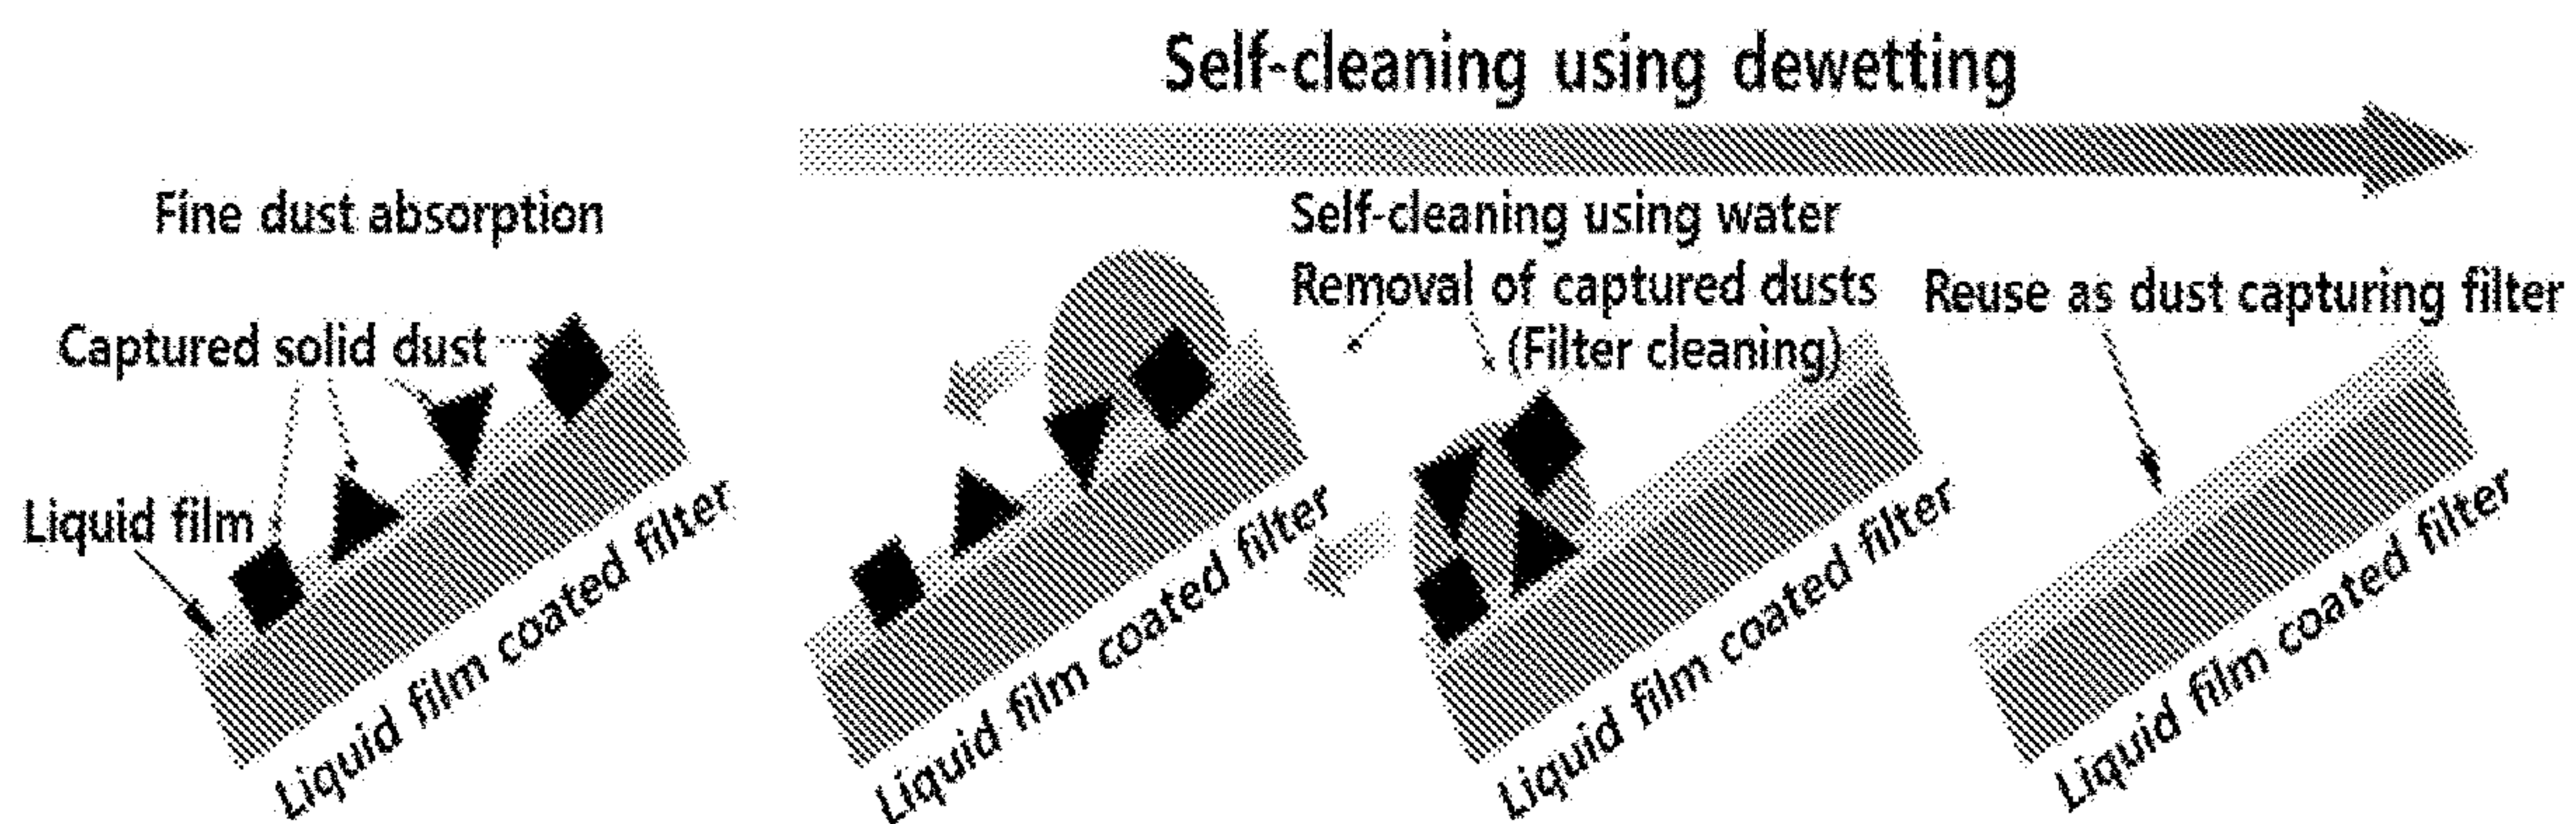 Self-cleaning using dewetting
Fine dust absorption
Self-cleaning using water
Removal of captured dusts
(Filter cleaning)
Reuse as dust capturing filter
Captured solid dust
Liquid film
Liquid film coated filter
Liquid film coated filter
Liquid film coated filter
Liquid film coated filter